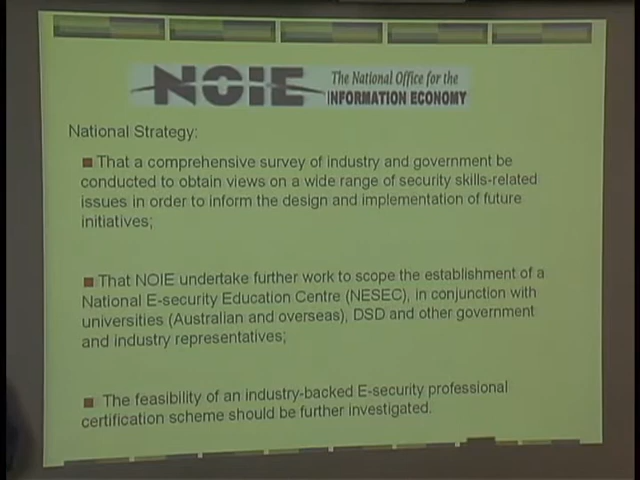 NOIE The National Office for the
INFORMATION ECONOMY
National Strategy:
That a comprehensive survey of industry and government be
conducted to obtain views on a wide range of security skills-related
issues in order to inform the design and implementation of future
initiatives;
That NOIE undertake further work to scope the establishment of a
National E-security Education Centre (NESEC), in conjunction with
universities (Australian and overseas), DSD and other government
and industry representatives;
The feasibility of an industry-backed E-security professional
certification scheme should be further investigated.